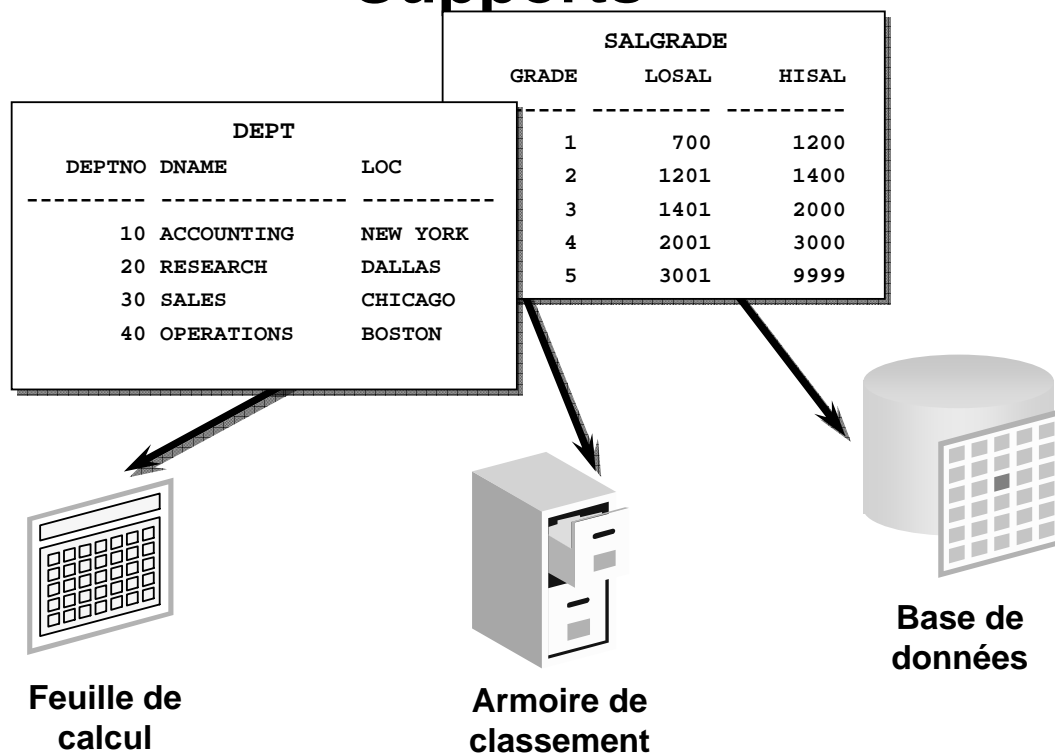 Supports
SALGRADE
GRADE LOSAL HISAL
----- --------- ---------
1 700 1200
2 1201 1400
3 1401 2000
4 2001 3000
5 3001 9999
DEPT
DEPTNO DNAME LOC
--------- -------------- ----------
10 ACCOUNTING NEW YORK
20 RESEARCH DALLAS
30 SALES CHICAGO
40 OPERATIONS BOSTON
Feuille de
calcul
Armoire de
classement
Base de
données